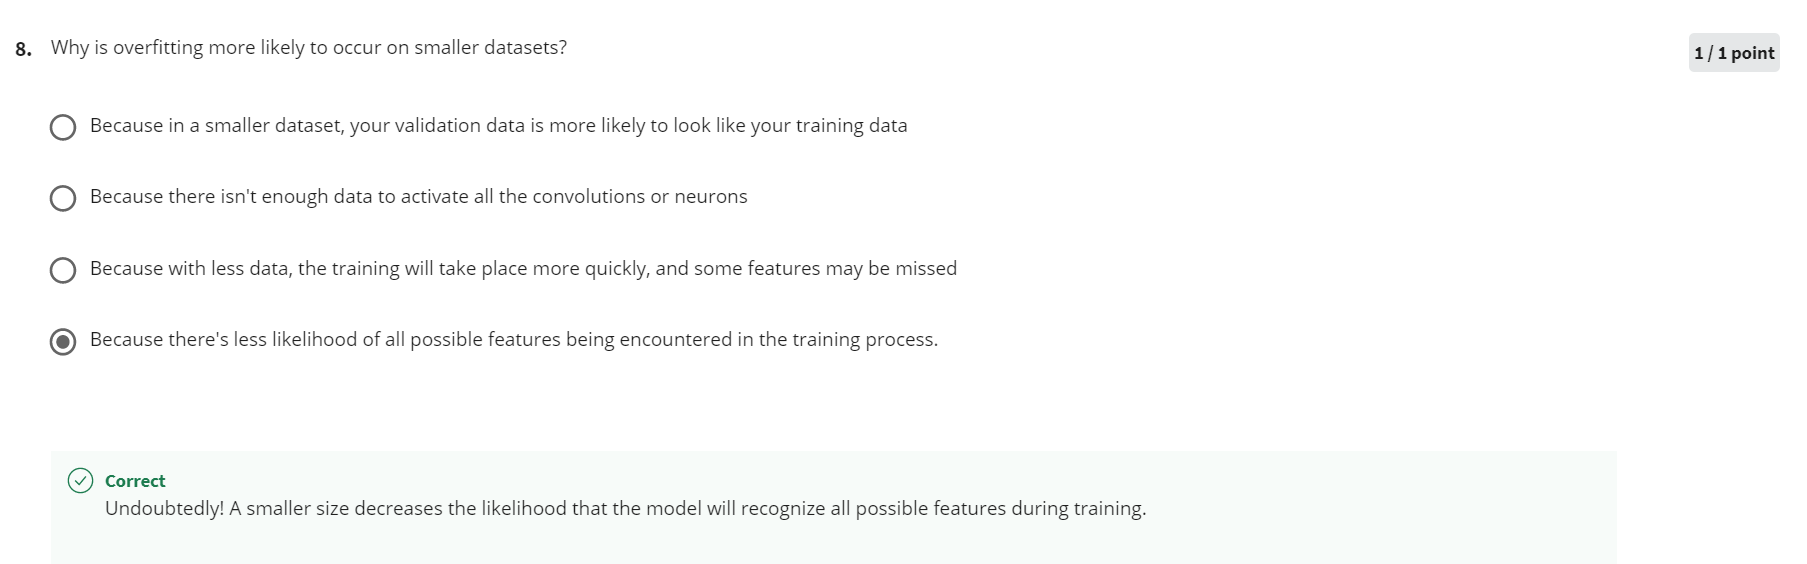 8. Why is overfitting more likely to occur on smaller datasets?
1 / 1 point
Because in a smaller dataset, your validation data is more likely to look like your training data
Because there isn't enough data to activate all the convolutions or neurons
Because with less data, the training will take place more quickly, and some features may be missed
Because there's less likelihood of all possible features being encountered in the training process.
Correct
Undoubtedly! A smaller size decreases the likelihood that the model will recognize all possible features during training.